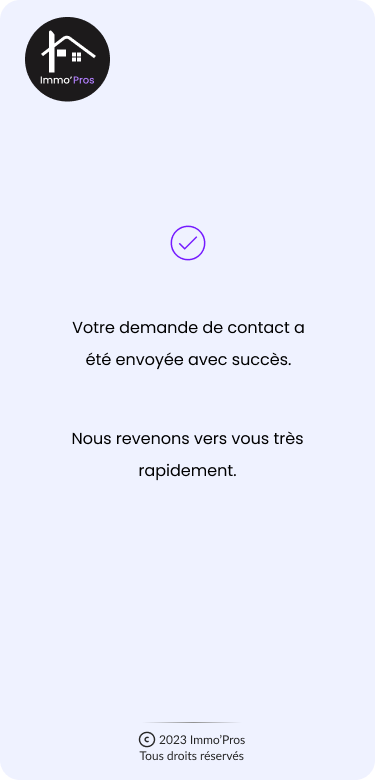 Immo'Pros
Votre demande de contact a
été envoyée avec succès.
Nous revenons vers vous très
rapidement.
© 2023 Immo'Pros
Tous droits réservés